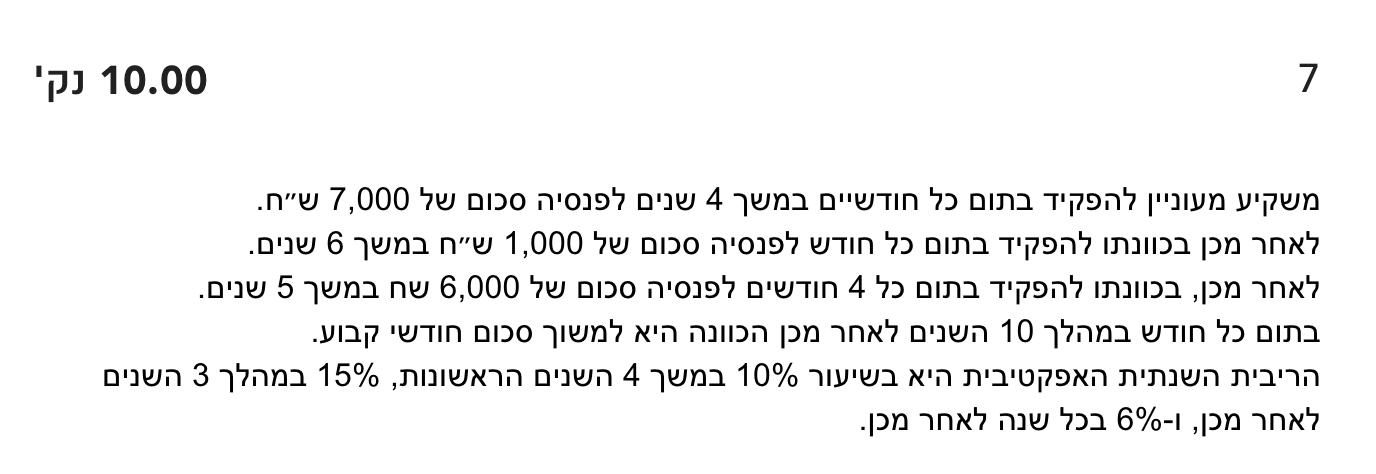 7
10.00 נק'
משקיע מעוניין להפקיד בתום כל חודשיים במשך 4 שנים לפנסיה סכום של 7,000 ש״ח.
לאחר מכן בכוונתו להפקיד בתום כל חודש לפנסיה סכום של 1,000 ש״ח במשך 6 שנים.
לאחר מכן, בכוונתו להפקיד בתום כל 4 חודשים לפנסיה סכום של 6,000 שח במשך 5 שנים.
בתום כל חודש במהלך 10 השנים לאחר מכן הכוונה היא למשוך סכום חודשי קבוע.
הריבית השנתית האפקטיבית היא בשיעור 10% במשך 4 השנים הראשונות, 15% במהלך 3 השנים
לאחר מכן, ו-6% בכל שנה לאחר מכן.